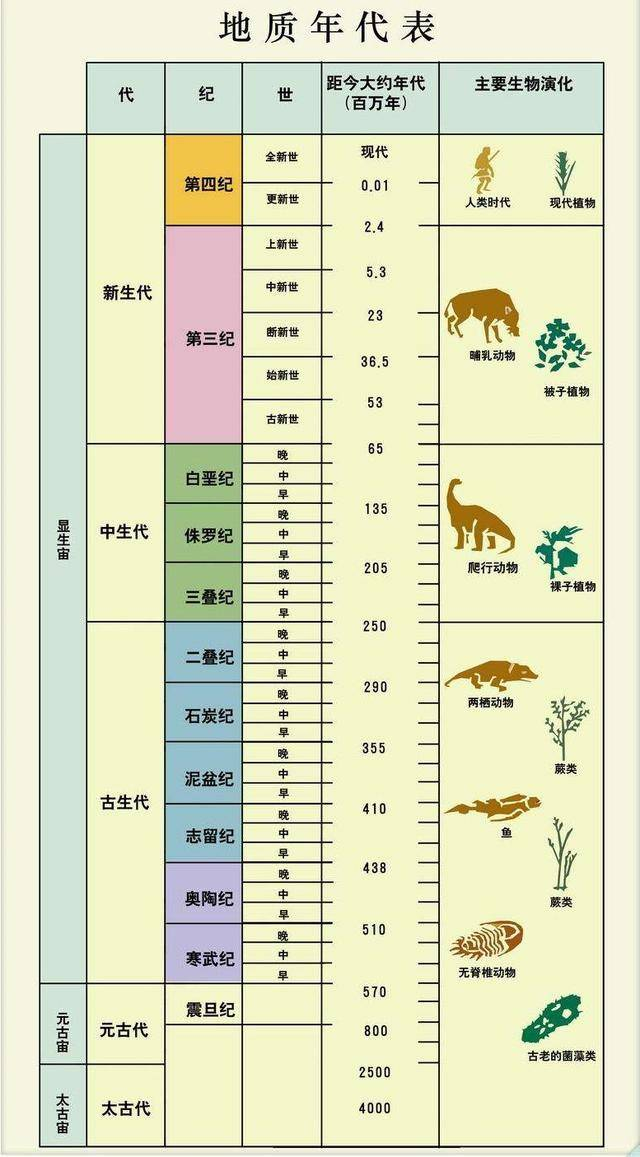 地质年代表
代 纪 世 距今大约年代 主要生物演化
(百万年)
显生宙
新生代
第四纪
全新世
更新世
现代
0.01
人类时代 现代植物
2.4
第三纪
上新世
5.3
中新世
23
断新世
36.5
始新世
53
古新世
哺乳动物
被子植物
65
中生代
白垩纪
晚
中
早
135
侏罗纪
晚
中
早
205
三叠纪
晚
中
早
爬行动物
裸子植物
250
古生代
二叠纪
晚
中
早
290
石炭纪
晚
中
早
355
泥盆纪
晚
中
早
410
志留纪
晚
中
早
438
奥陶纪
晚
中
早
510
寒武纪
晚
中
早
两栖动物
蕨类
鱼
蕨类
无脊椎动物
570
元古宙
元古代
震旦纪
800
古老的菌藻类
2500
太古宙
太古代
4000